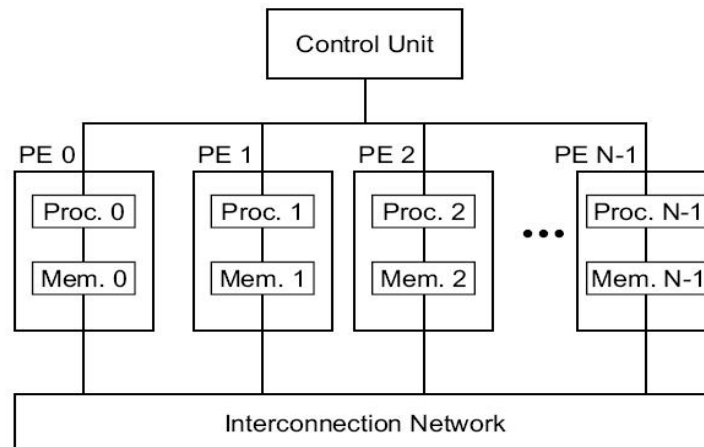 Control Unit
PE 0 PE 1 PE 2 PE N-1
Proc. 0 Proc. 1 Proc. 2 Proc. N-1
Mem. 0 Mem. 1 Mem. 2 Mem. N-1
Interconnection Network